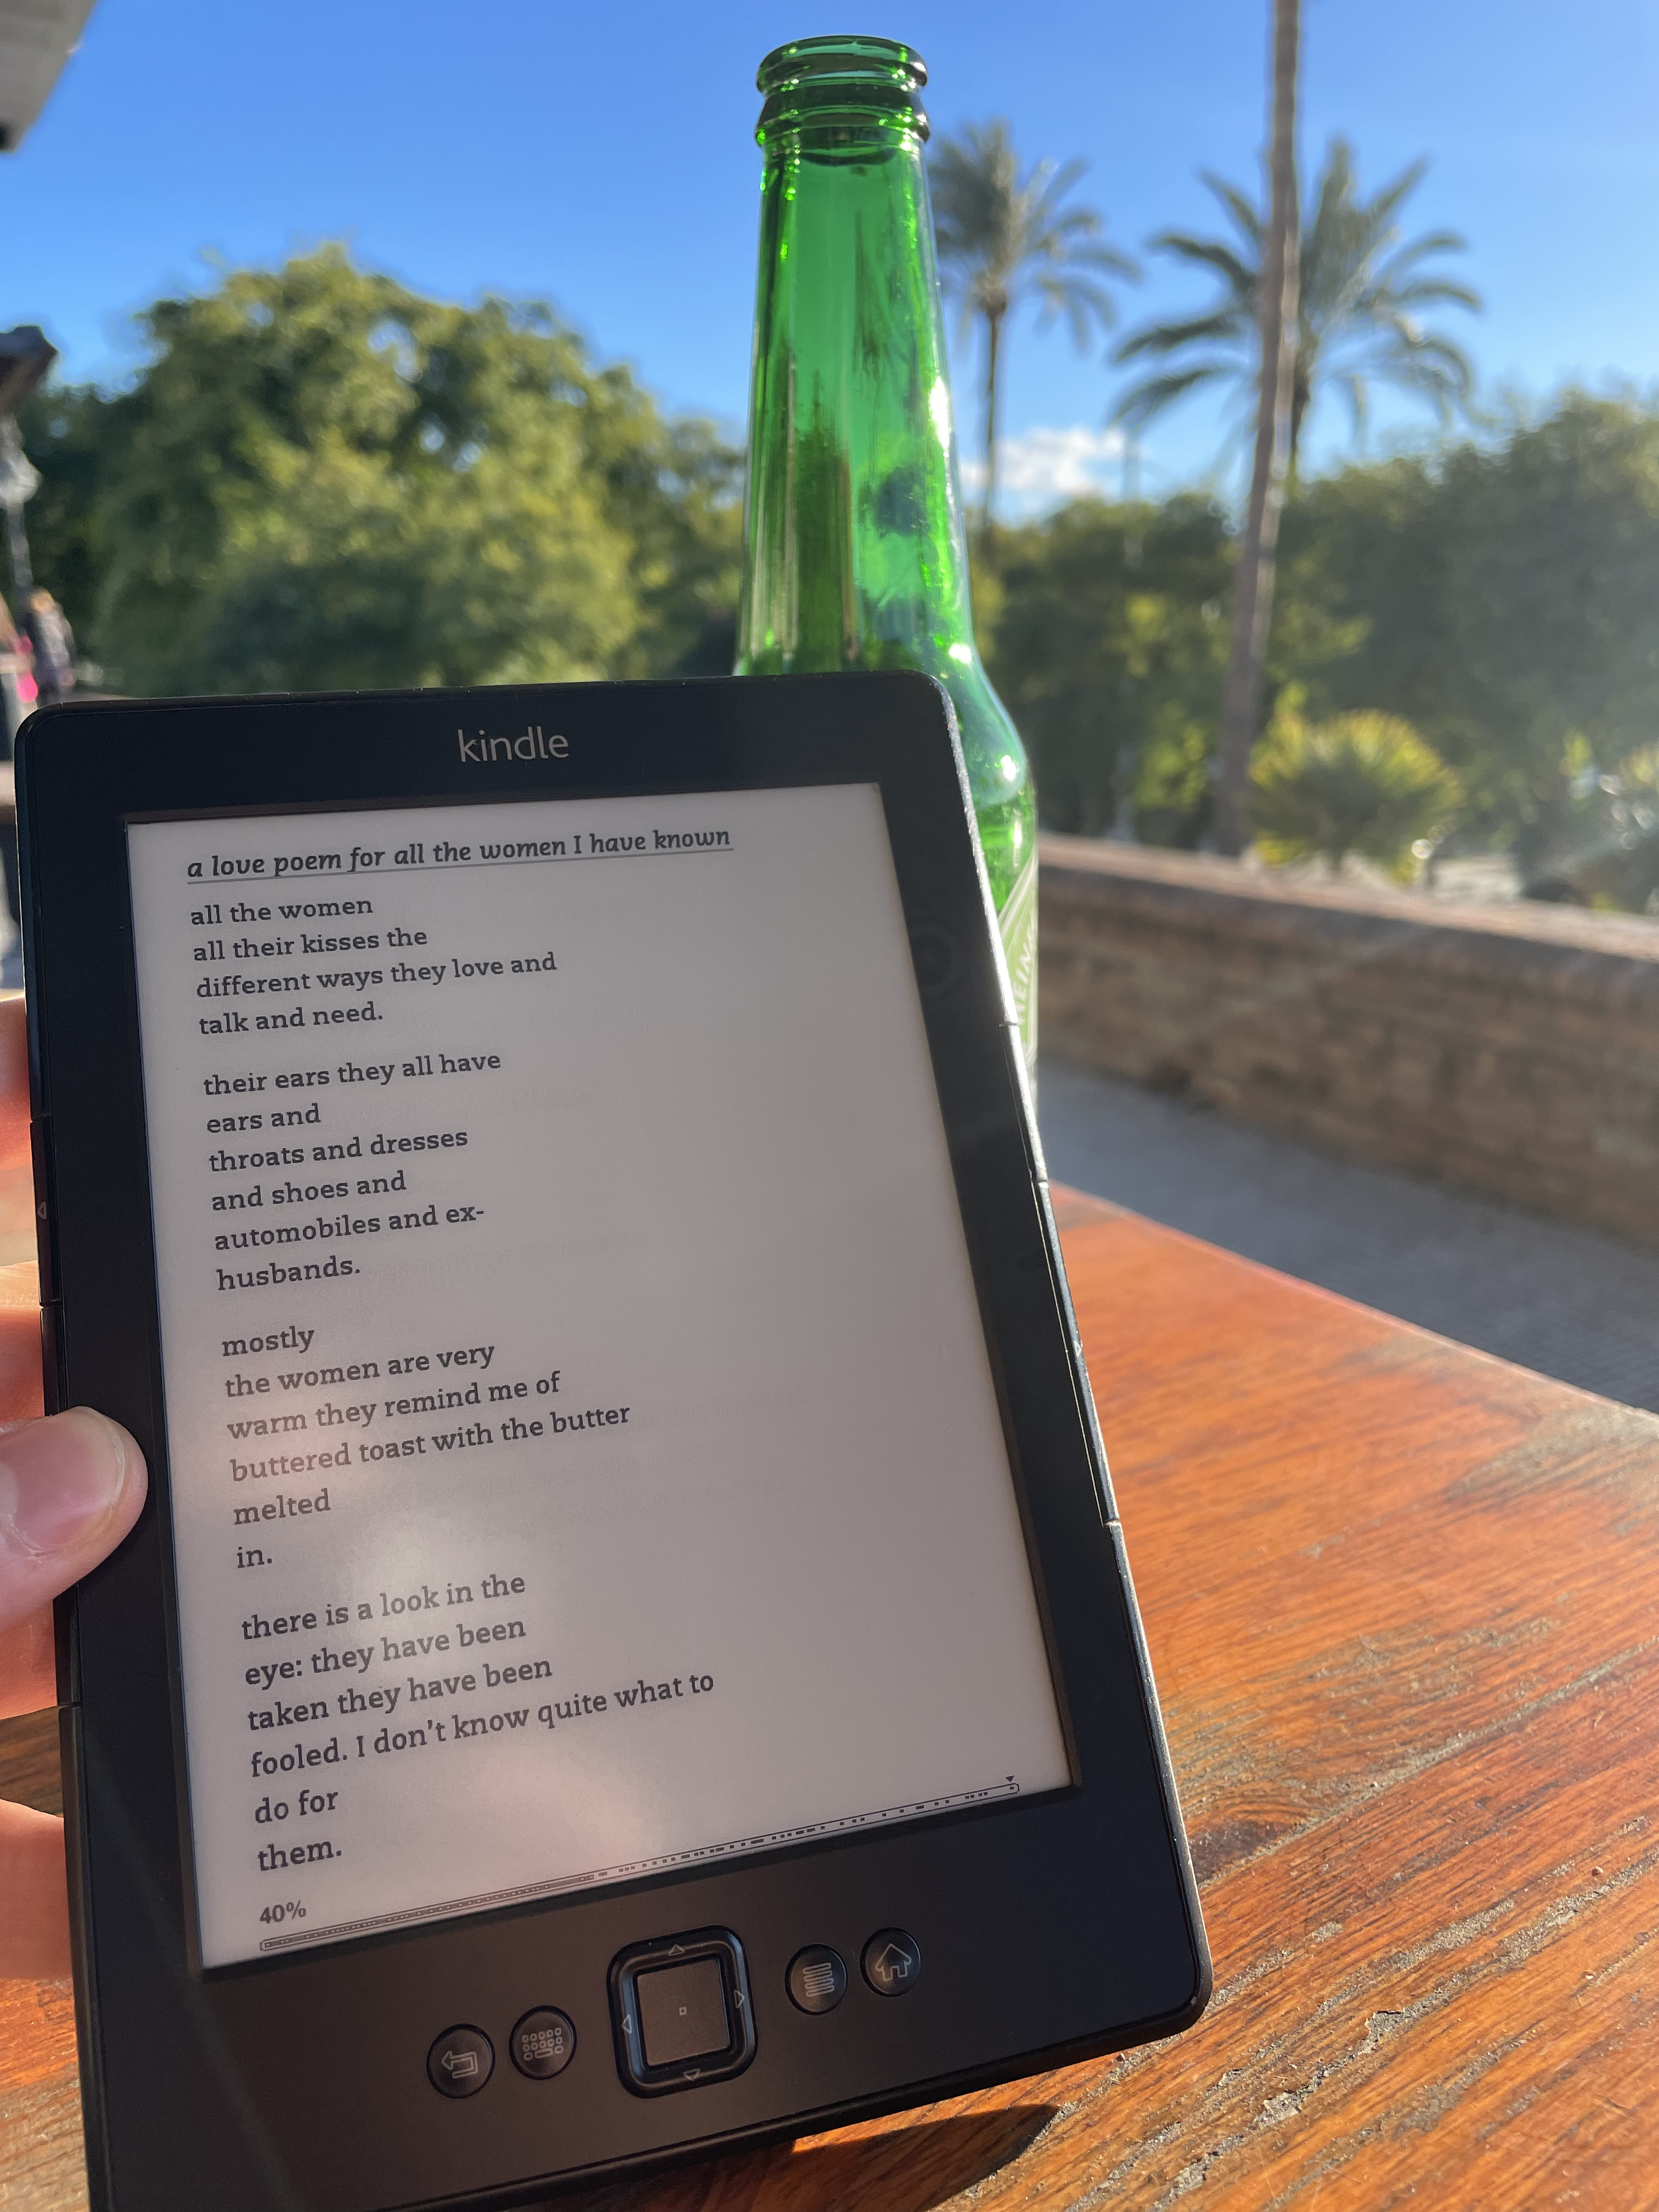 kindle
a love poem for all the women I have known
all the women
all their kisses the
different ways they love and
talk and need.
their ears they all have
ears and
throats and dresses
and shoes and
automobiles and ex-
husbands.
mostly
the women are very
warm they remind me of
buttered toast with the butter
melted
in.
there is a look in the
eye: they have been
taken they have been
fooled. I don't know quite what to
do for
them.
40%